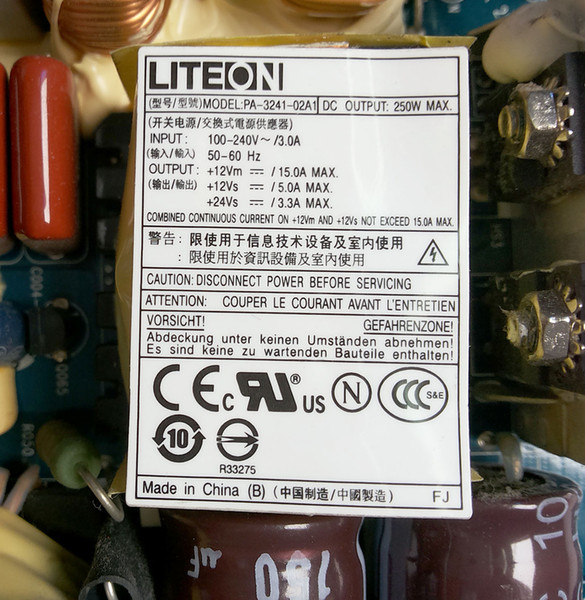 LITEON
(型号/型號)MODEL:PA-3241-02A1 DC OUTPUT: 250W MAX.
(开关电源/交換式電源供應器)
INPUT: 100-240V～/3.0A
(输入/輸入) 50-60 Hz
OUTPUT: +12Vm ⎓ /15.0A MAX.
(输出/輸出) +12Vs ⎓ /5.0A MAX.
+24Vs ⎓ /3.3A MAX.
COMBINED CONTINUOUS CURRENT ON +12Vm AND +12Vs NOT EXCEED 15.0A MAX.
警告: 限使用于信息技术设备及室内使用
: 限使用於資訊設備及室內使用
CAUTION: DISCONNECT POWER BEFORE SERVICING
ATTENTION: COUPER LE COURANT AVANT L'ENTRETIEN
VORSICHT! GEFAHRENZONE!
Abdeckung unter keinen Umständen abnehmen!
Es sind keine zu wartenden Bauteile enthalten!
CE c RU ® US N CCC S&E
10
R33275
Made in China (B) (中国制造/中國製造) FJ
Q065
R030
10
uF
180